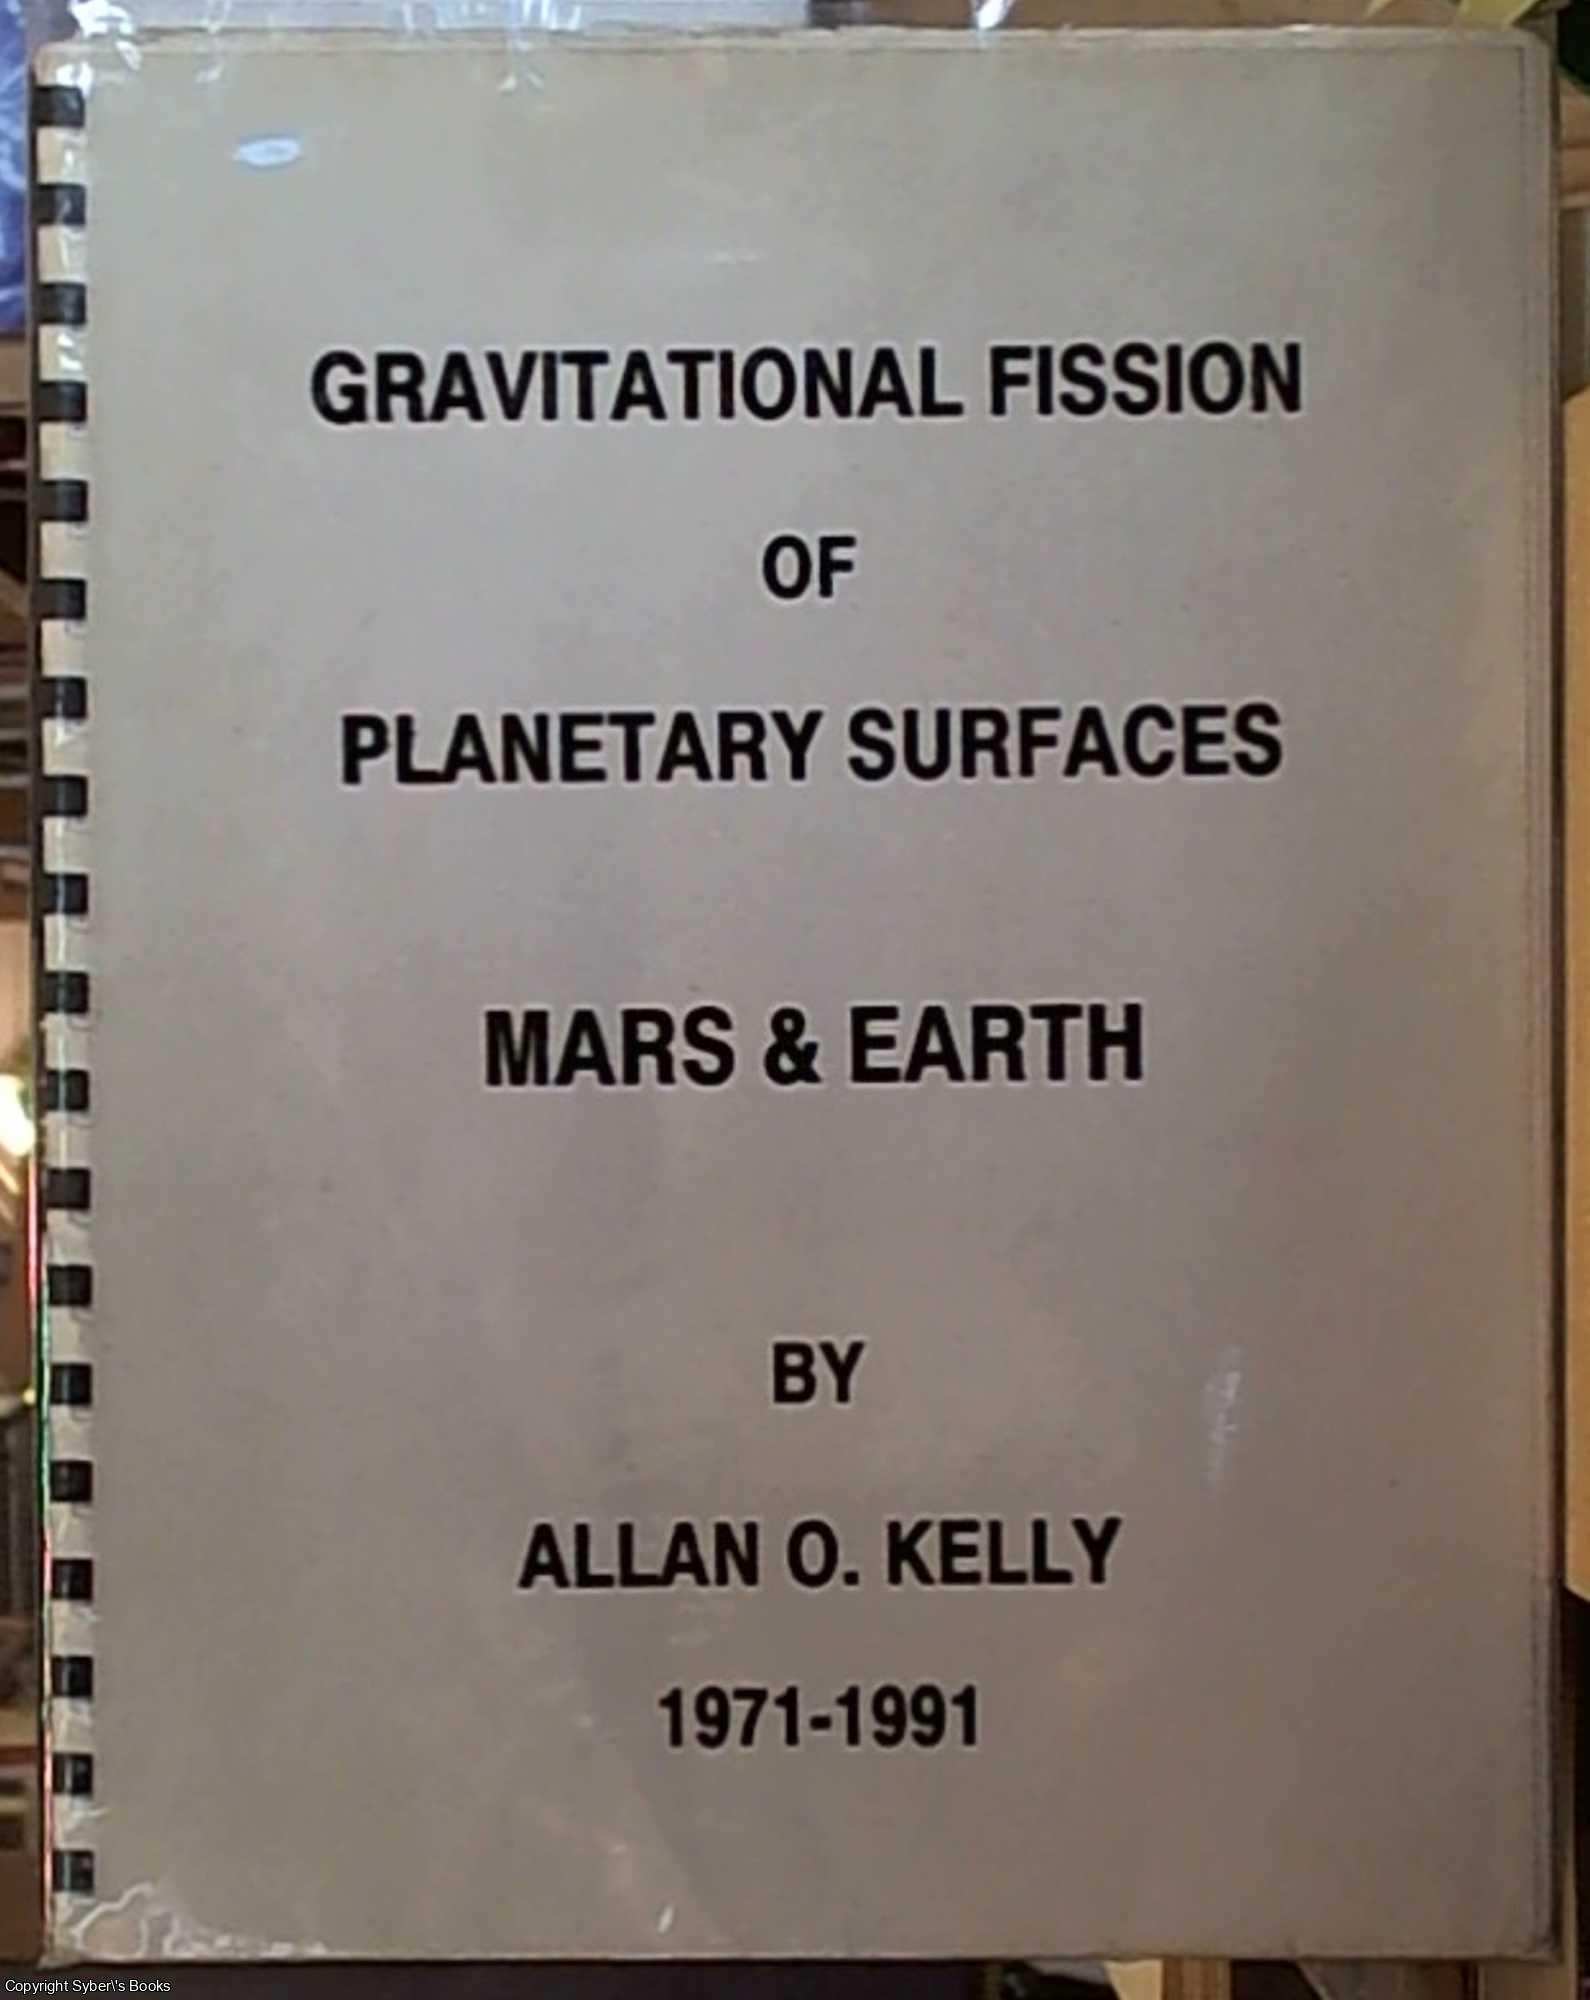 GRAVITATIONAL FISSION
OF
PLANETARY SURFACES
MARS & EARTH
BY
ALLAN O. KELLY
1971-1991
Copyright Syber\'s Books